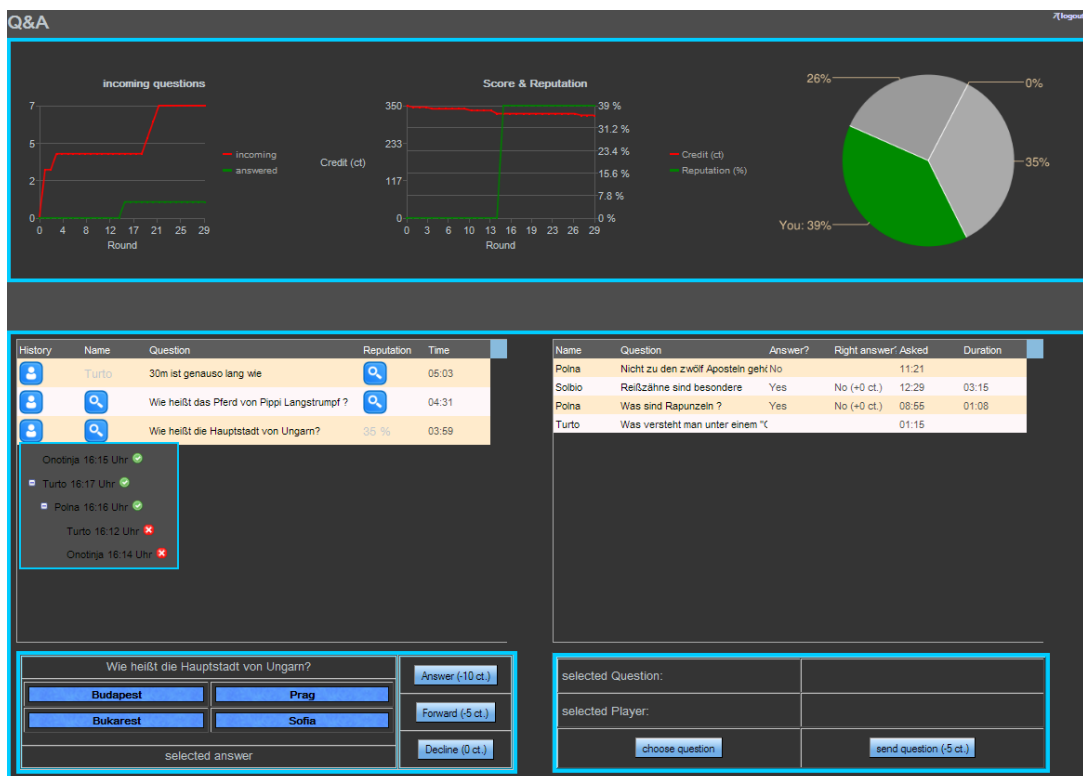 Q&A
logout
incoming questions
7
5
2
0
0 4 8 12 17 21 25 29
Round
incoming
answered
Score & Reputation
350
233
117
0
Credit (ct)
39 %
31.2 %
23.4 %
15.6 %
7.8 %
0 %
0 3 6 10 13 16 19 23 26 29
Round
Credit (ct)
Reputation (%)
26%
0%
35%
You: 39%
History Name Question Reputation Time
Turto 30m ist genauso lang wie 05:03
Wie heißt das Pferd von Pippi Langstrumpf ? 04:31
Wie heißt die Hauptstadt von Ungarn? 35 % 03:59
Onotinja 16:15 Uhr
Turto 16:17 Uhr
Polna 16:16 Uhr
Turto 16:12 Uhr
Onotinja 16:14 Uhr
Name Question Answer? Right answer? Asked Duration
Polna Nicht zu den zwölf Aposteln gehö No 11:21
Solbio Reißzähne sind besondere Yes No (+0 ct.) 12:29 03:15
Polna Was sind Rapunzeln ? Yes No (+0 ct.) 08:55 01:08
Turto Was versteht man unter einem 01:15
Wie heißt die Hauptstadt von Ungarn?
Budapest Prag
Bukarest Sofia
selected answer
Answer (-10 ct.)
Forward (-5 ct.)
Decline (0 ct.)
selected Question:
selected Player:
choose question send question (-5 ct.)